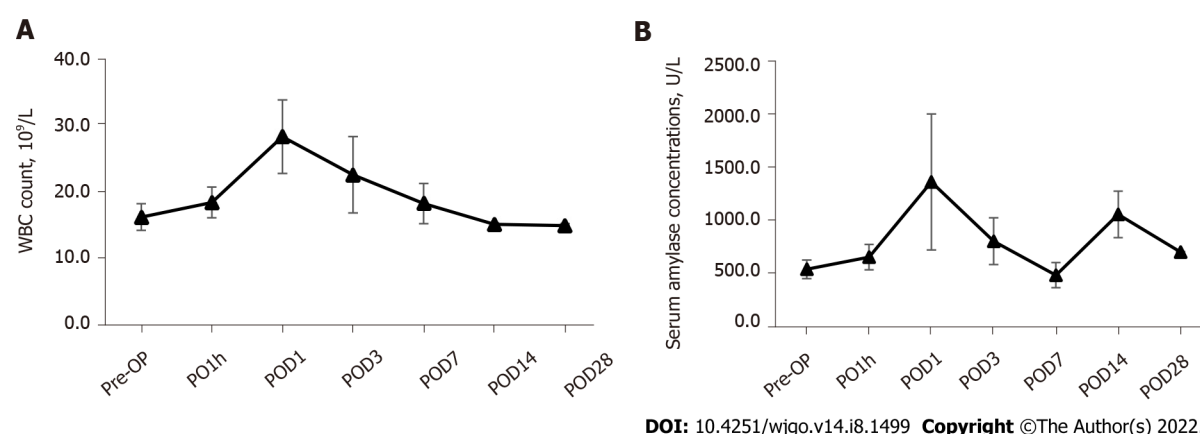 A
WBC count, 10⁹/L
40.0
30.0
20.0
10.0
0.0
Pre-OP
PO1h
POD1
POD3
POD7
POD14
POD28
B
Serum amylase concentrations, U/L
2500.0
2000.0
1500.0
1000.0
500.0
0.0
Pre-OP
PO1h
POD1
POD3
POD7
POD14
POD28
DOI: 10.4251/wjgo.v14.i8.1499 Copyright ©The Author(s) 2022